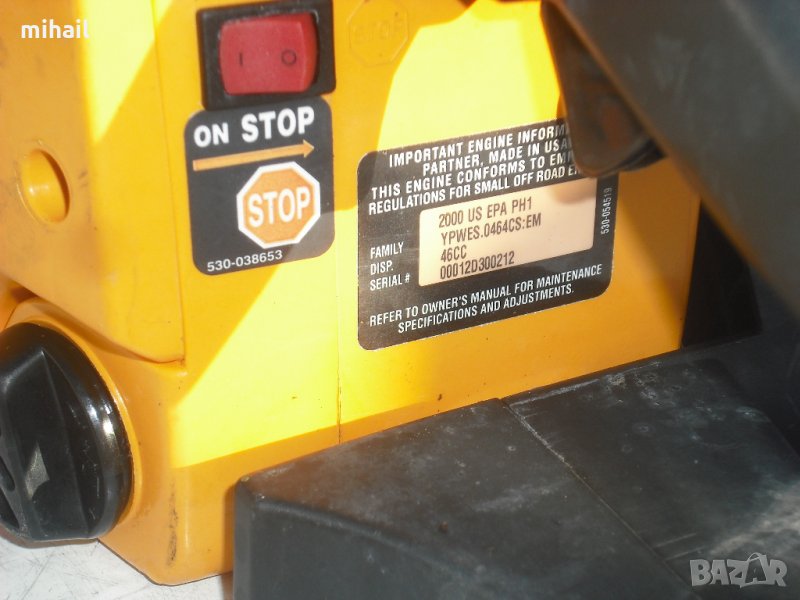 mihail
I O
STOP
ON STOP
STOP
530-038653
IMPORTANT ENGINE INFORM
PARTNER, MADE IN USA
THIS ENGINE CONFORMS TO EM
REGULATIONS FOR SMALL OFF ROAD E
2000 US EPA PH1
FAMILY YPWES.0464CS:EM
DISP. 46CC
SERIAL # 00012D300212
REFER TO OWNER'S MANUAL FOR MAINTENANCE
SPECIFICATIONS AND ADJUSTMENTS.
530-054519
BAZAR